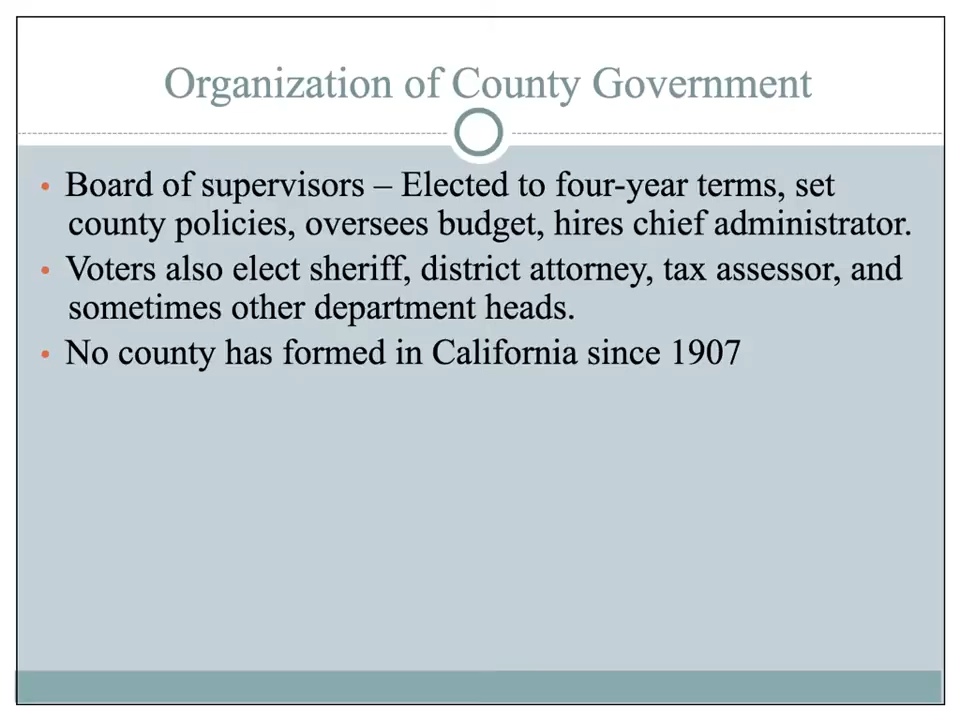 Organization of County Government
• Board of supervisors – Elected to four-year terms, set
county policies, oversees budget, hires chief administrator.
• Voters also elect sheriff, district attorney, tax assessor, and
sometimes other department heads.
• No county has formed in California since 1907